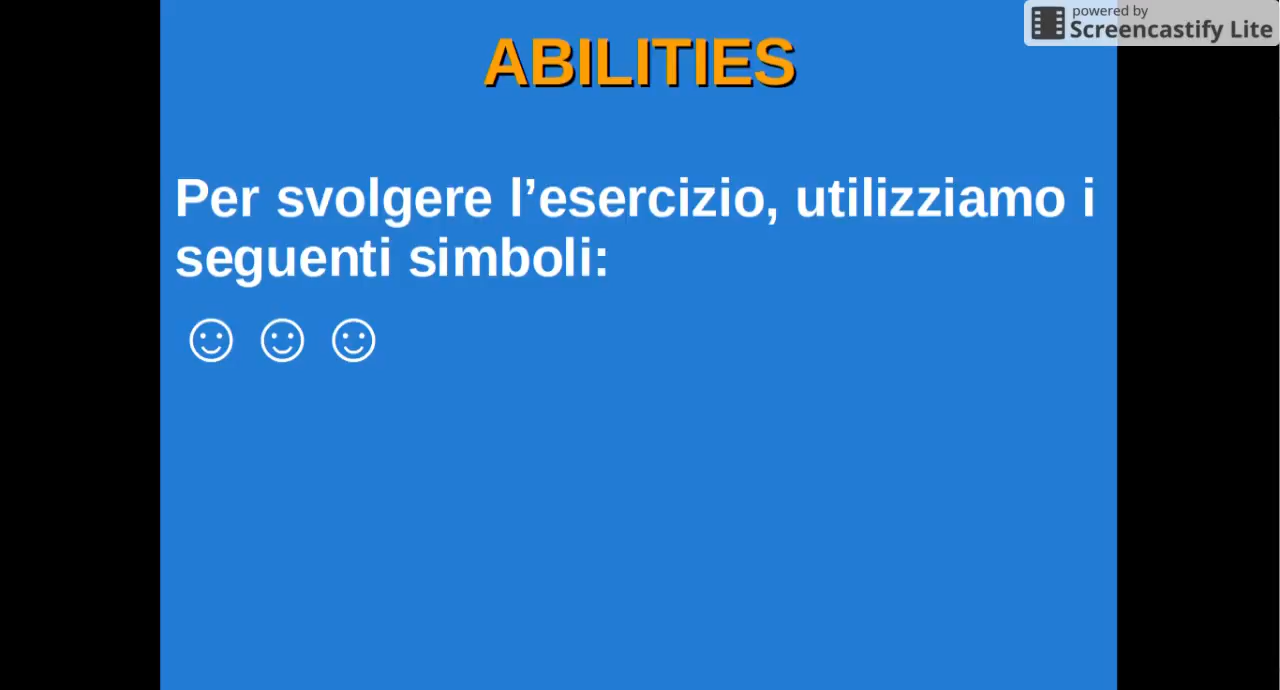 powered by
Screencastify Lite
ABILITIES
Per svolgere l’esercizio, utilizziamo i
seguenti simboli:
☺ ☺ ☺